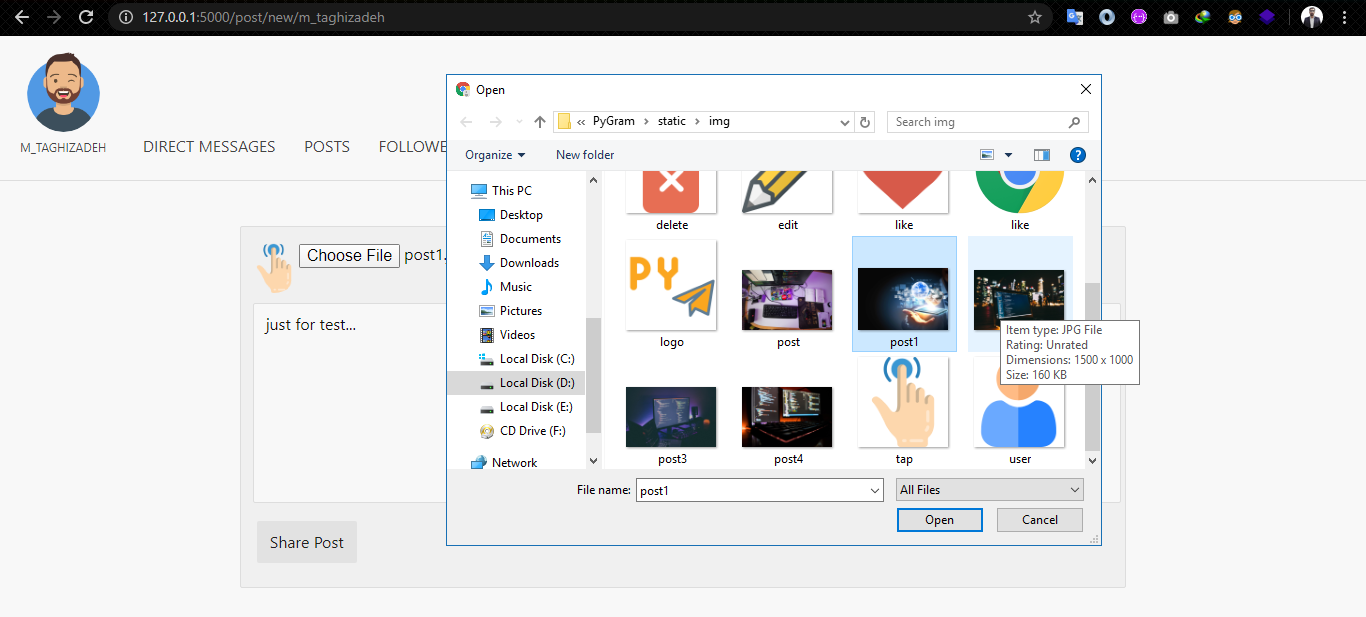 127.0.0.1:5000/post/new/m_taghizadeh
M_TAGHIZADEH
DIRECT MESSAGES
POSTS
FOLLOWE
Choose File
post1.
just for test...
Share Post
Open
« PyGram › static › img
Search img
Organize
New folder
?
This PC
Desktop
Documents
Downloads
Music
Pictures
Videos
Local Disk (C:)
Local Disk (D:)
Local Disk (E:)
CD Drive (F:)
Network
delete
edit
like
like
PY
logo
post
post1
Item type: JPG File
Rating: Unrated
Dimensions: 1500 x 1000
Size: 160 KB
post3
post4
tap
user
File name:
post1
All Files
Open
Cancel